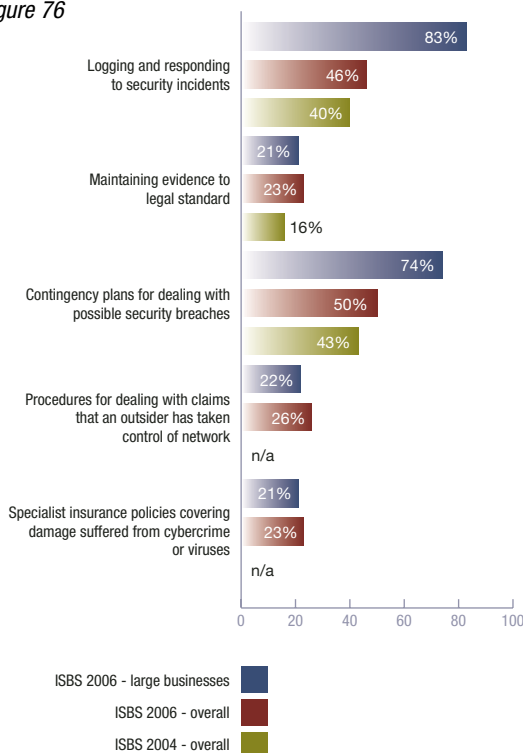 gure 76
83%
Logging and responding
to security incidents
46%
40%
21%
Maintaining evidence to
legal standard
23%
16%
74%
Contingency plans for dealing with
possible security breaches
50%
43%
22%
Procedures for dealing with claims
that an outsider has taken
control of network
26%
n/a
21%
Specialist insurance policies covering
damage suffered from cybercrime
or viruses
23%
n/a
0 20 40 60 80 100
ISBS 2006 - large businesses
ISBS 2006 - overall
ISBS 2004 - overall